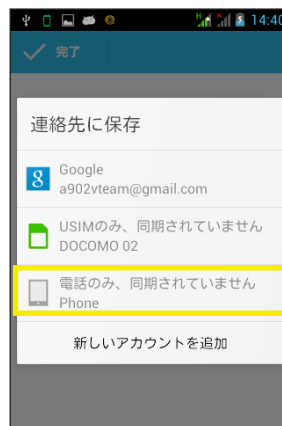 H
14:40
完了
連絡先に保存
Google
a902vteam@gmail.com
USIMのみ、同期されていません
DOCOMO 02
電話のみ、同期されていません
Phone
新しいアカウントを追加